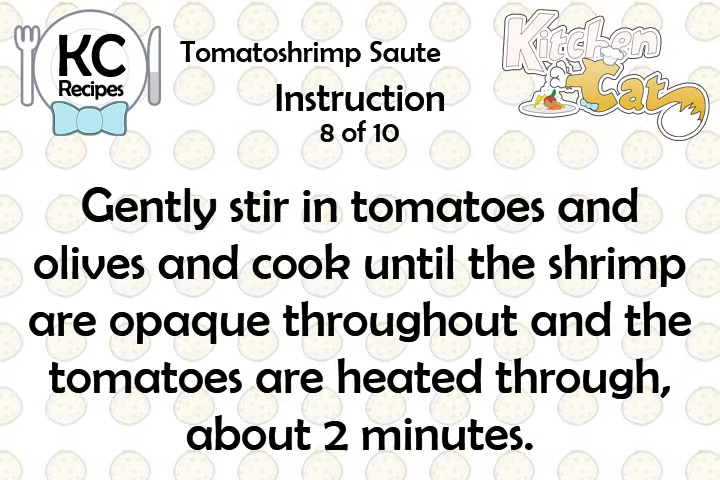 KC
Recipes
Tomatoshrimp Saute
Instruction
8 of 10
Kitchen
Cat
Gently stir in tomatoes and
olives and cook until the shrimp
are opaque throughout and the
tomatoes are heated through,
about 2 minutes.